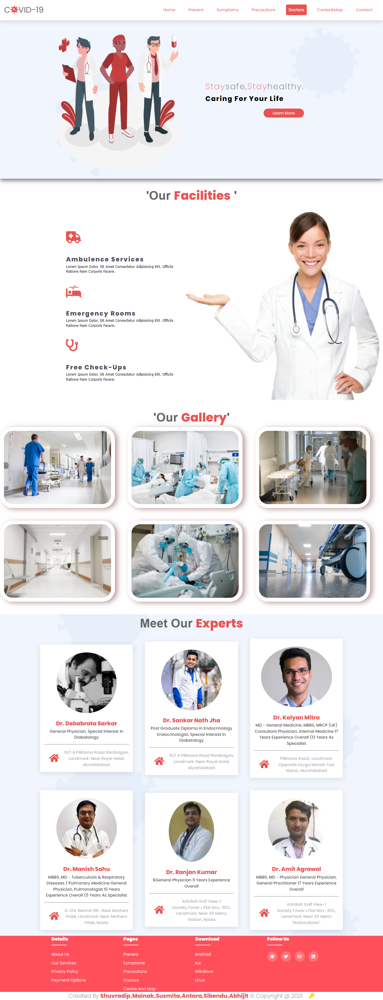 COVID-19
Home Prevent Symptoms Precautions Doctors Center&Map Contact
Staysafe,Stayhealthy.
Caring For Your Life
Learn More
'Our Facilities '
Ambulence Services
Lorem Ipsum Dolor, Sit Amet Consectetur Adipisicing Elit. Officiis
Ratione Nam Corporis Facere.
Emergency Rooms
Lorem Ipsum Dolor, Sit Amet Consectetur Adipisicing Elit. Officiis
Ratione Nam Corporis Facere.
Free Check-Ups
Lorem Ipsum Dolor, Sit Amet Consectetur Adipisicing Elit. Officiis
Ratione Nam Corporis Facere.
'Our Gallery'
Meet Our Experts
Dr. Debabrata Sarkar
General Physician, Special Interest In
Diabetology
91/1 A Pilkhana Road Ranibagan,
Landmark: Near Royal Hotel,
Murshidabad
Dr. Sankar Nath Jha
Post Graduate Diploma In Endocrinology
Endocrinologist, Special Interest In
Diabetology
91/1 A Pilkhana Road Ranibagan,
Landmark: Near Royal Hotel,
Murshidabad
Dr. Kalyan Mitra
MD - General Medicine, MBBS, MRCP (UK)
Consultant Physician, Internal Medicine 17
Years Experience Overall (13 Years As
Specialist
Pilkhana Road., Landmark:
Opposite Durga Mandir Taxi
Stand., Murshidabad
Dr. Manish Sahu
MBBS, MD - Tuberculosis & Respiratory
Diseases / Pulmonary Medicine General
Physician, Pulmonologist 10 Years
Experience Overall (5 Years As Specialist
D-214, Behind SBI , Near Mothers
Pride, Landmark: Near Mothers
Pride, Noida
Dr. Ranjan Kumar
$General Physician 11 Years Experience
Overall
Antriksh Golf View-1
Society.Tower L.Flat No.L-303.,
Landmark: Near 101 Metro
Station, Noida
Dr. Amit Agrawal
MBBS, MD - Physician General Physician,
General Practitioner 17 Years Experience
Overall
Antriksh Golf View-1
Society.Tower L.Flat No.L-303.,
Landmark: Near 101 Metro
Station,Noida`
Details
About Us
Our Services
Privacy Policy
Payment Options
Pages
Prevent
Symptoms
Precautions
Doctors
Centre And Map
Download
Android
Ios
Windows
Linux
Follow Us
Created By Shuvradip,Mainak,Susmita,Antara,Sibendu,Abhijit © Copyright @ 2021